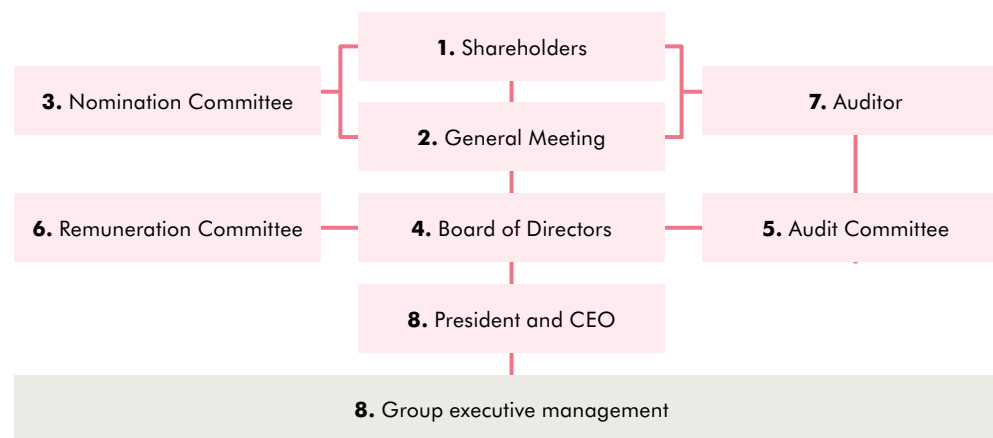 1. Shareholders
3. Nomination Committee
7. Auditor
2. General Meeting
6. Remuneration Committee
4. Board of Directors
5. Audit Committee
8. President and CEO
8. Group executive management